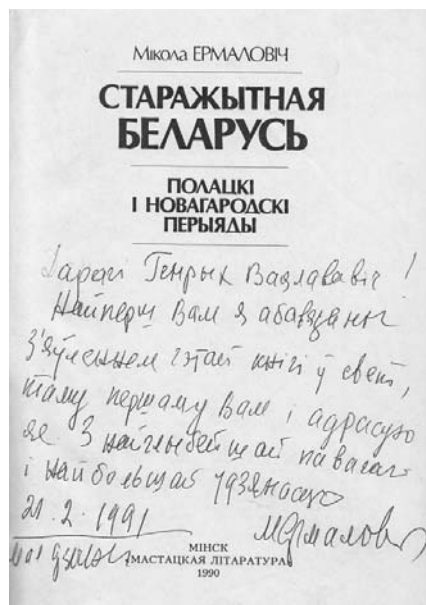 Мікола ЕРМАЛОВІЧ
СТАРАЖЫТНАЯ
БЕЛАРУСЬ
ПОЛАЦКІ
І НОВАГАРОДСКІ
ПЕРЫЯДЫ
Дарагі Генрых Вацлававіч!
Найперш Вам я абавязаны
з'яўленнем гэтай кнігі ў свет,
таму першаму Вам і адрасую
яе. З найглыбейшай павагай
і найбольшай удзячнасцю
21.2.1991 МЕрмаловіч
МІНСК
«МАСТАЦКАЯ ЛІТАРАТУРА»
1990